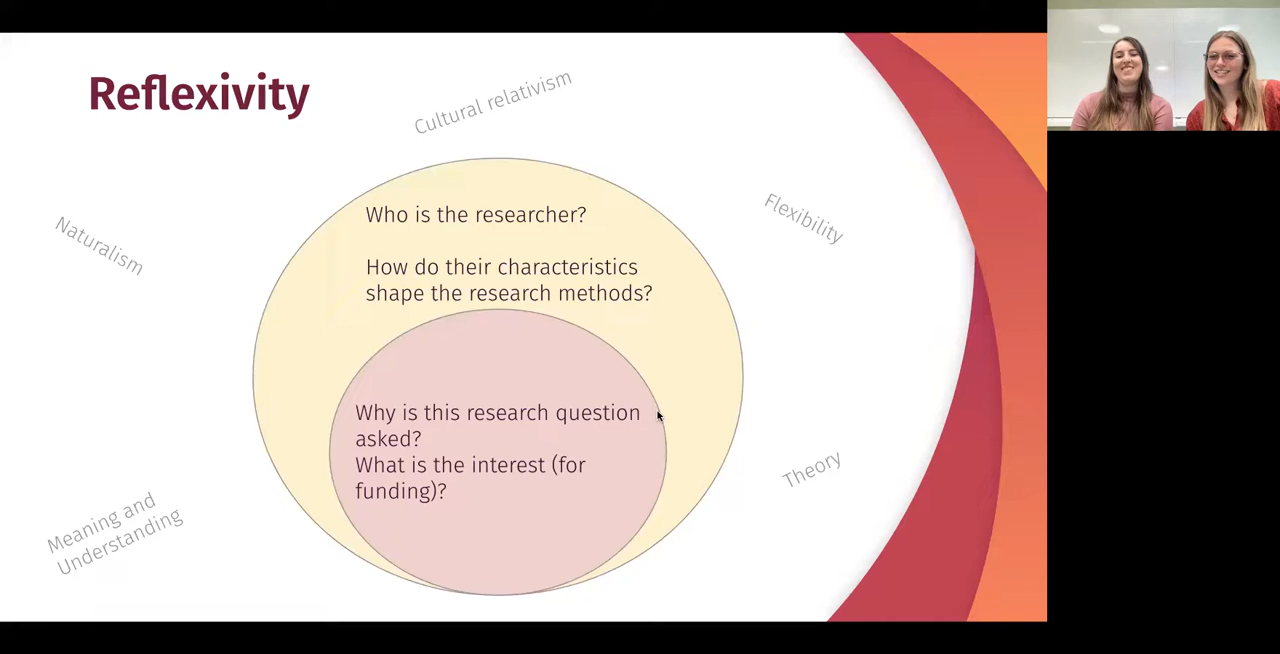 Reflexivity
Cultural relativism
Naturalism
Flexibility
Who is the researcher?
How do their characteristics
shape the research methods?
Why is this research question
asked?
What is the interest (for
funding)?
Theory
Meaning and
Understanding